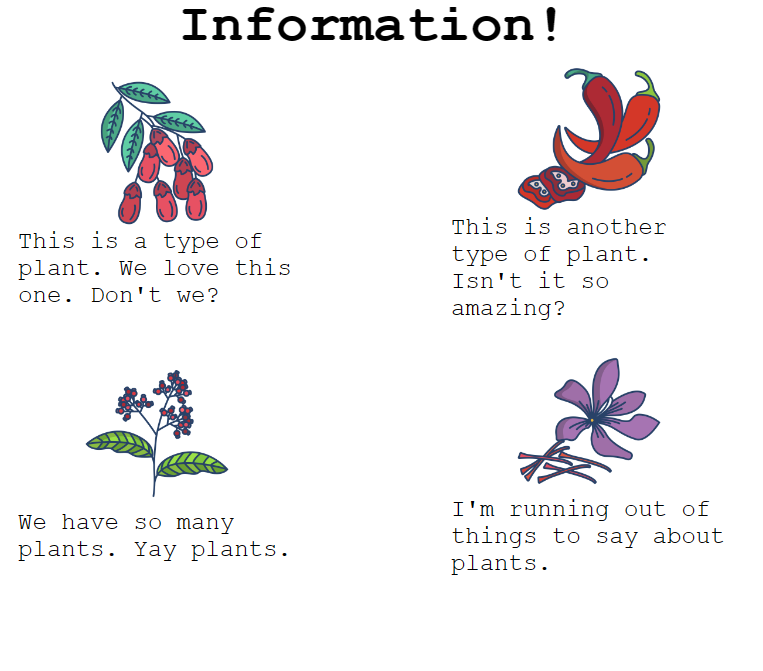 Information!
This is a type of
plant. We love this
one. Don't we?
This is another
type of plant.
Isn't it so
amazing?
We have so many
plants. Yay plants.
I'm running out of
things to say about
plants.